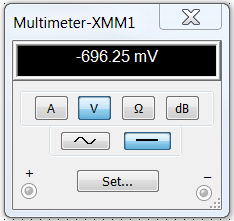 Multimeter-XMM1
-696.25 mV
A V Ω dB
+ Set... −